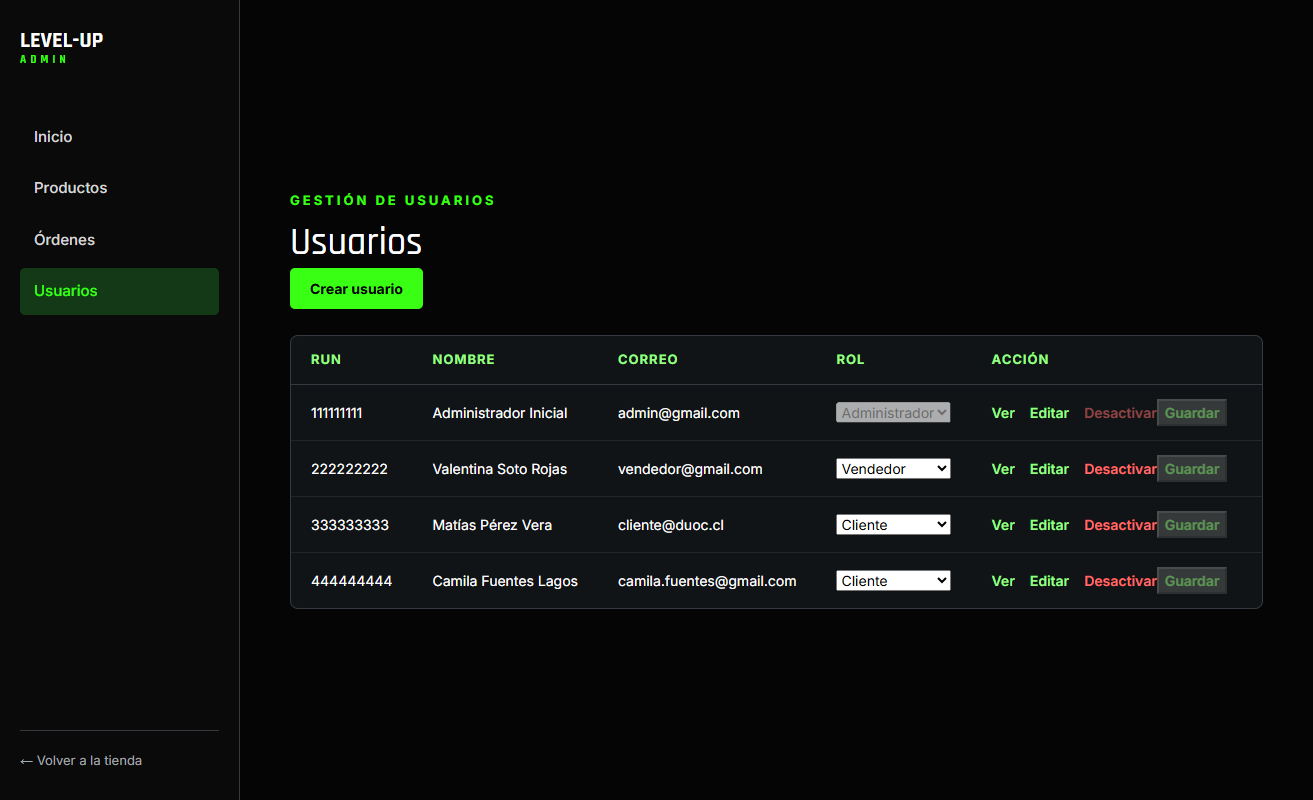 LEVEL-UP
ADMIN
Inicio
Productos
Órdenes
Usuarios
← Volver a la tienda
GESTIÓN DE USUARIOS
Usuarios
Crear usuario
RUN NOMBRE CORREO ROL ACCIÓN
111111111 Administrador Inicial admin@gmail.com Administrador Ver Editar Desactivar Guardar
222222222 Valentina Soto Rojas vendedor@gmail.com Vendedor Ver Editar Desactivar Guardar
333333333 Matías Pérez Vera cliente@duoc.cl Cliente Ver Editar Desactivar Guardar
444444444 Camila Fuentes Lagos camila.fuentes@gmail.com Cliente Ver Editar Desactivar Guardar